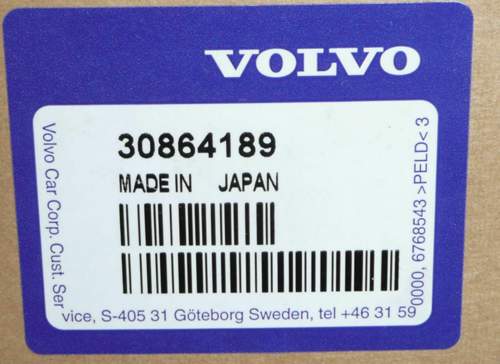 VOLVO
30864189
MADE IN JAPAN
Volvo Car Corp. Cust. Ser
vice, S-405 31 Göteborg Sweden, tel +46 31 59
0000, 6768543 >PELD< 3